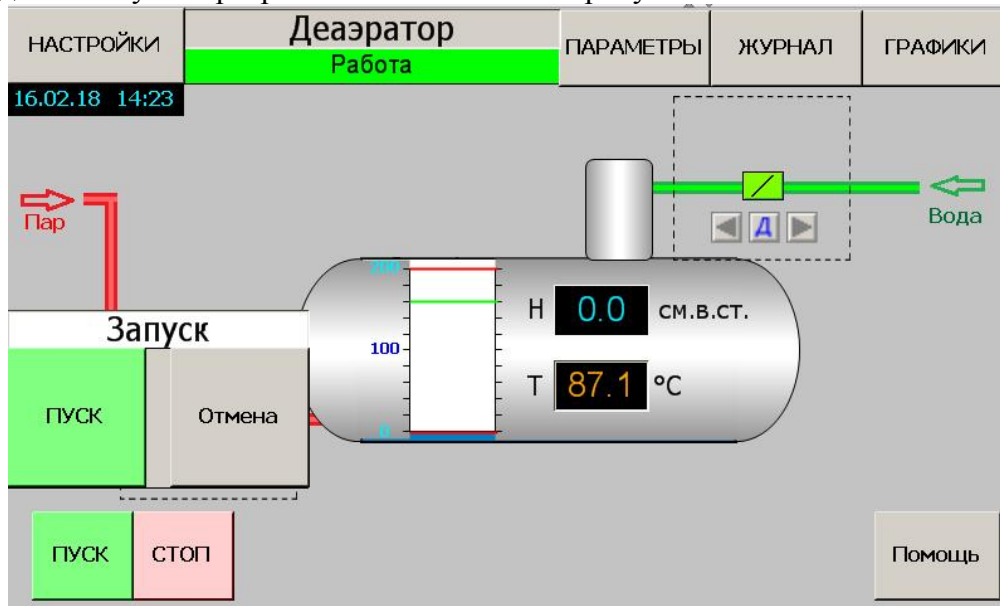 НАСТРОЙКИ
Деаэратор
Работа
ПАРАМЕТРЫ
ЖУРНАЛ
ГРАФИКИ
16.02.18 14:23
Пар
Д
Вода
200
H 0.0 см.в.ст.
Запуск
100
T 87.1 °C
ПУСК
Отмена
0
ПУСК
СТОП
Помощь